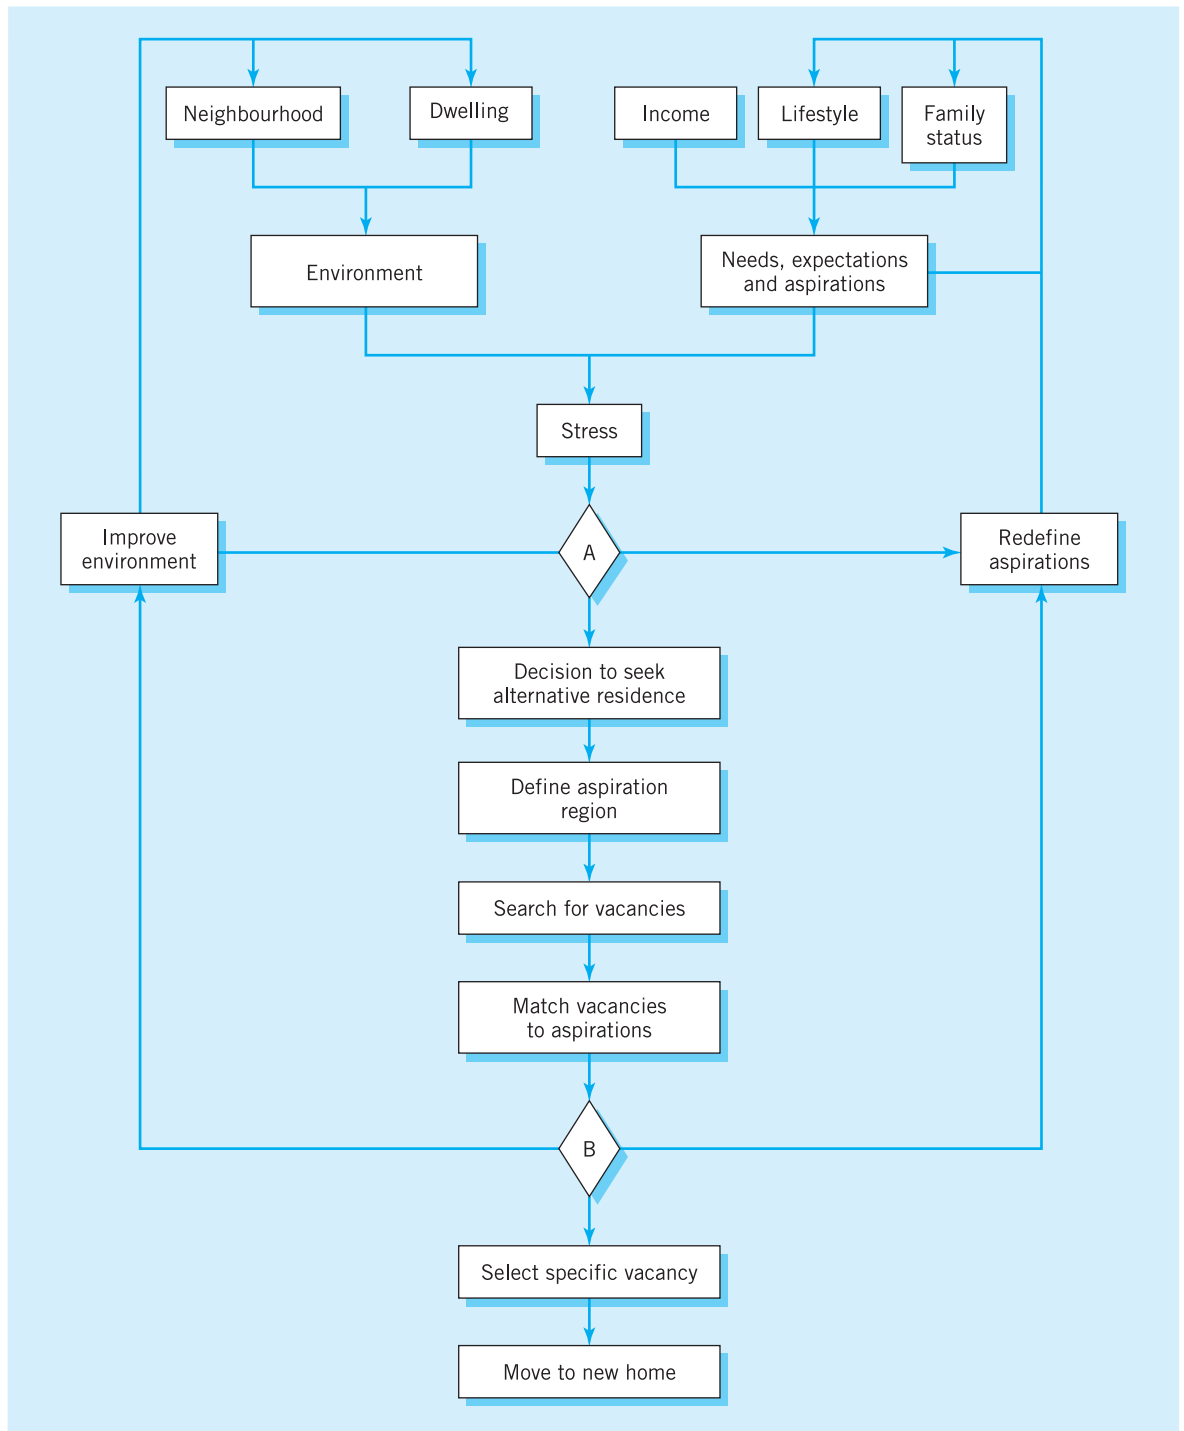 Neighbourhood
Dwelling
Income
Lifestyle
Family
status
Environment
Needs, expectations
and aspirations
Stress
Improve
environment
A
Redefine
aspirations
Decision to seek
alternative residence
Define aspiration
region
Search for vacancies
Match vacancies
to aspirations
B
Select specific vacancy
Move to new home